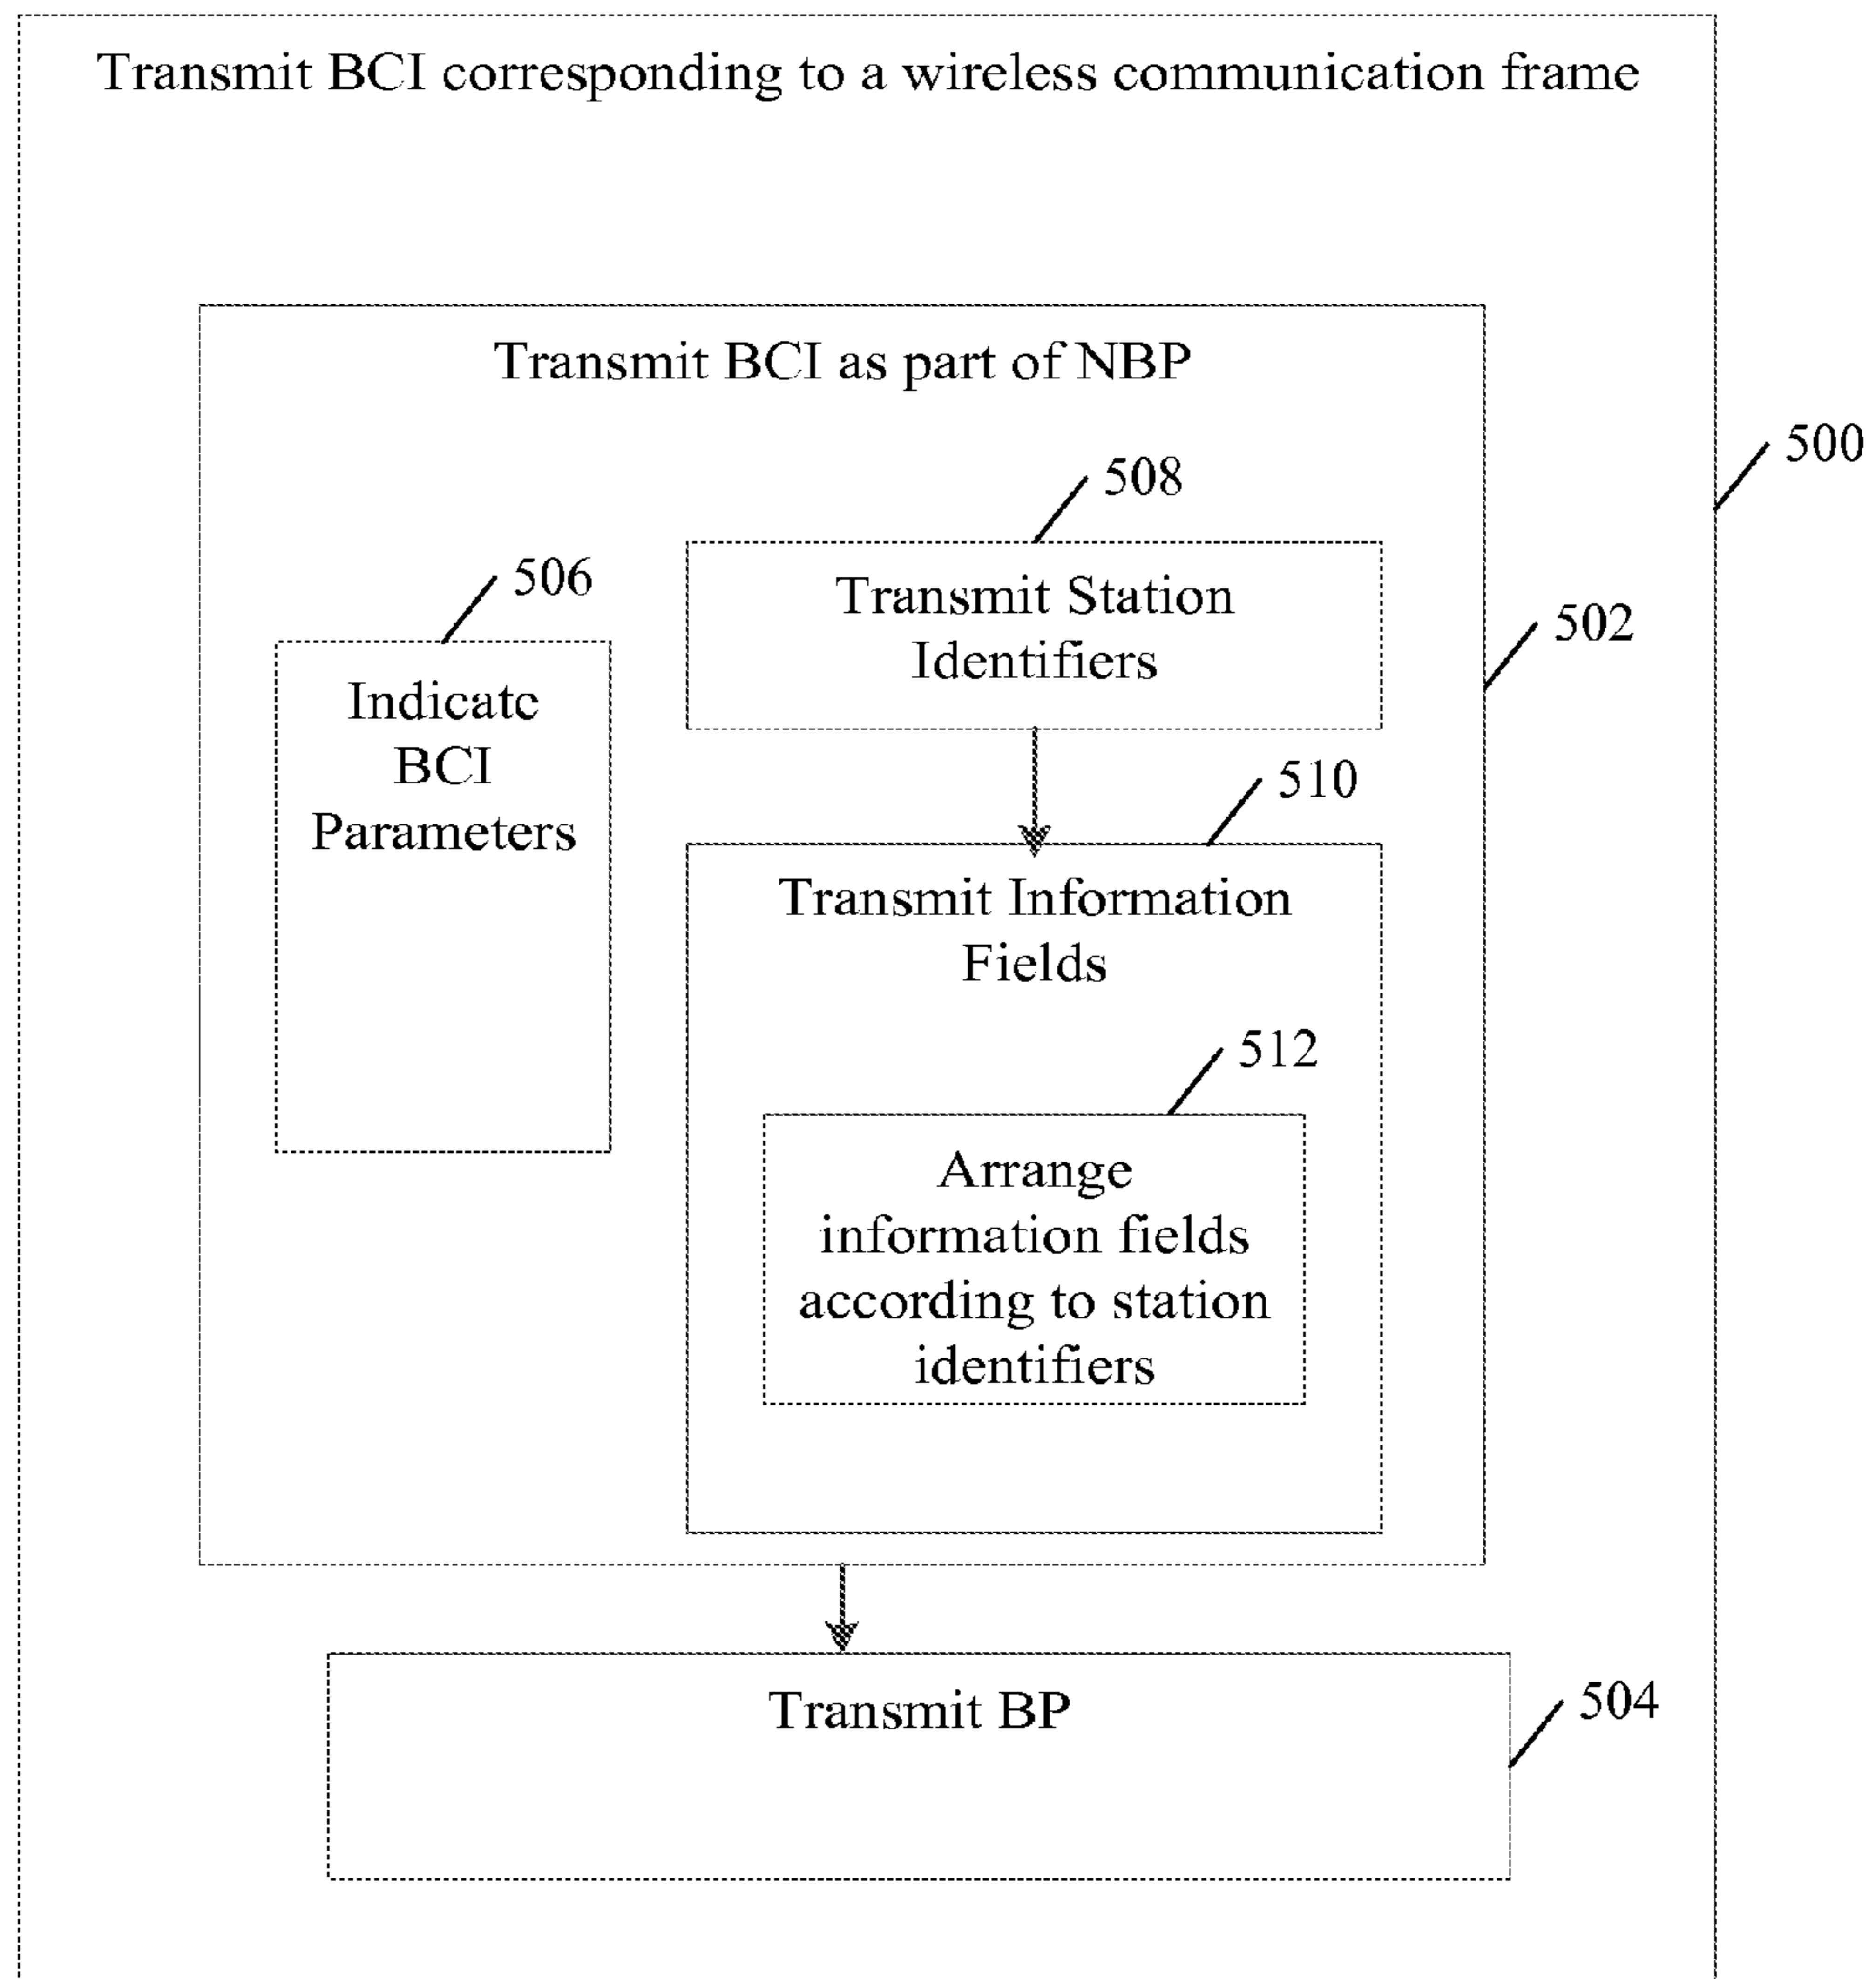 Transmit BCI corresponding to a wireless communication frame
Transmit BCI as part of NBP
500
508
506
Transmit Station
Identifiers
502
Indicate
BCI
Parameters
510
Transmit Information
Fields
512
Arrange
information fields
according to station
identifiers
Transmit BP
504